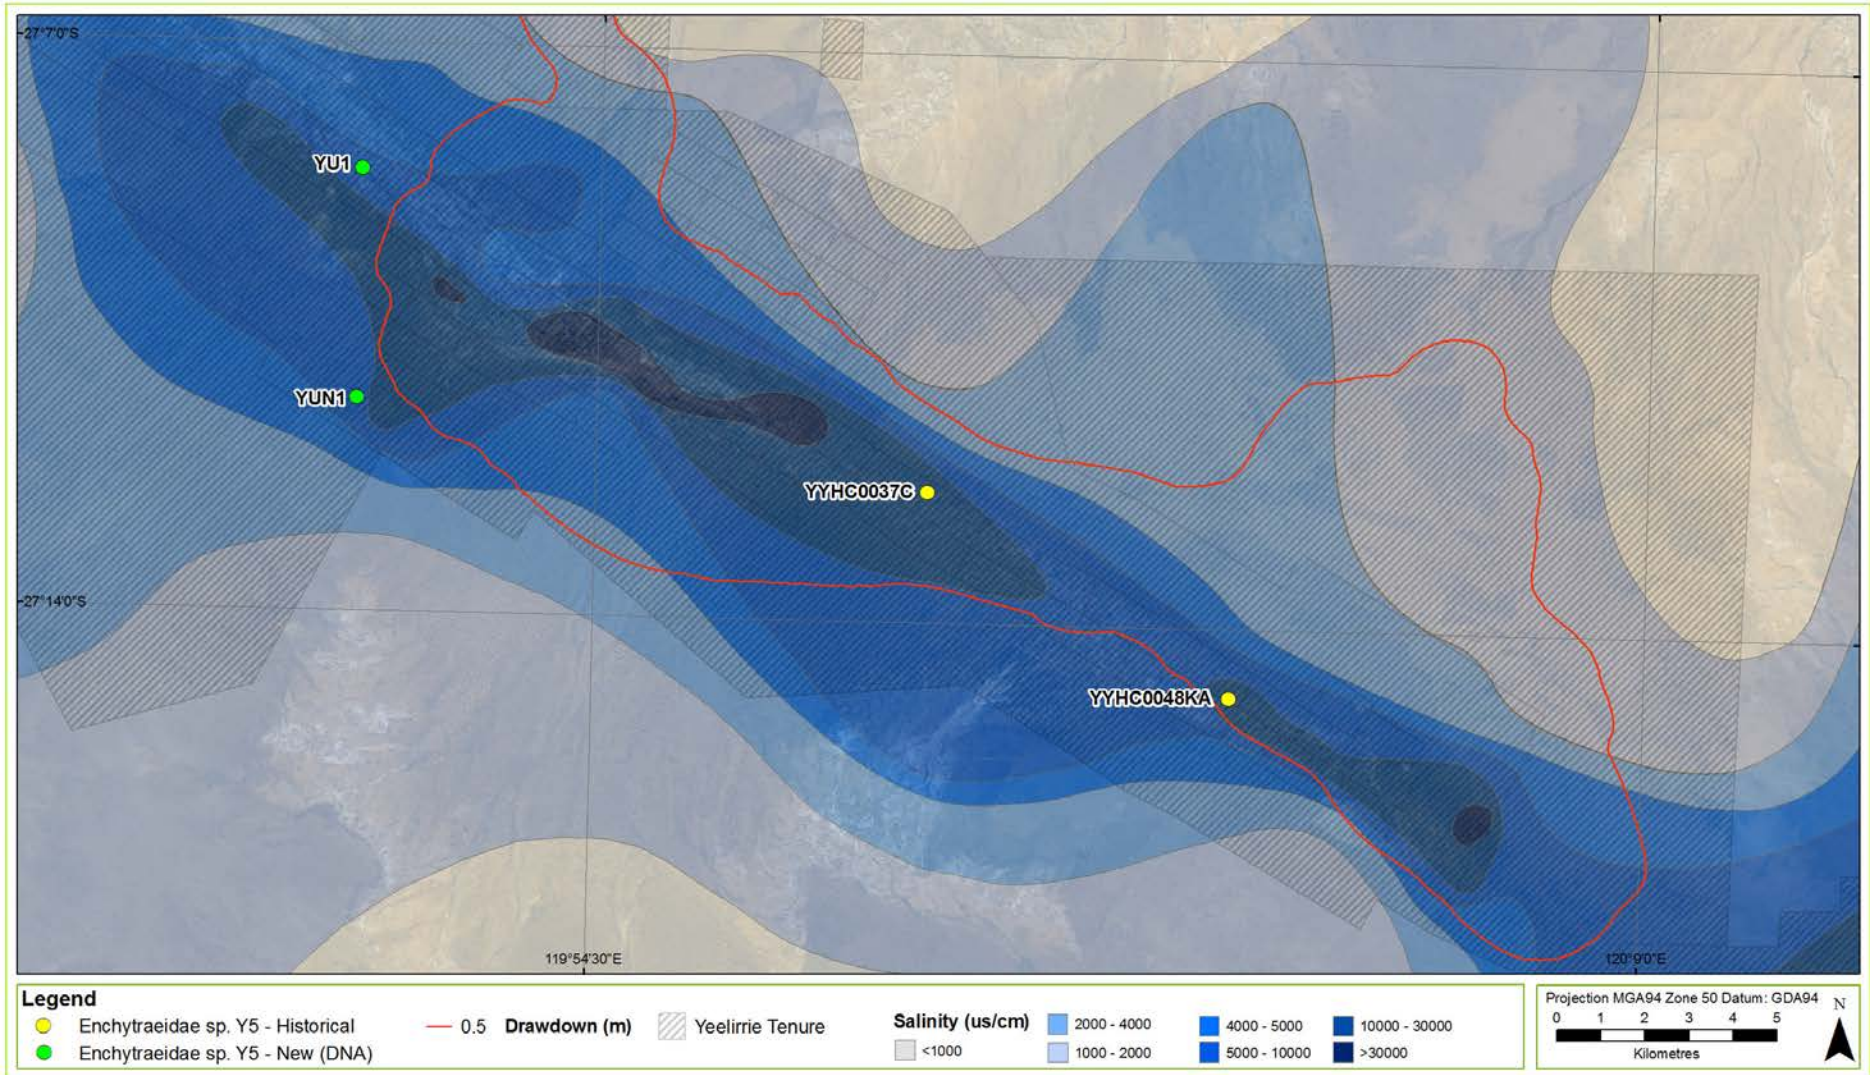 27°7'0"S
YU1
YUN1
YYHC0037C
27°14'0"S
YYHC0048KA
119°54'30"E
120°9'0"E
Legend
Enchytraeidae sp. Y5 - Historical
Enchytraeidae sp. Y5 - New (DNA)
0.5 Drawdown (m)
Yeelirrie Tenure
Salinity (us/cm)
<1000
2000 - 4000
1000 - 2000
4000 - 5000
5000 - 10000
10000 - 30000
>30000
Projection MGA94 Zone 50 Datum: GDA94
N
0 1 2 3 4 5
Kilometres